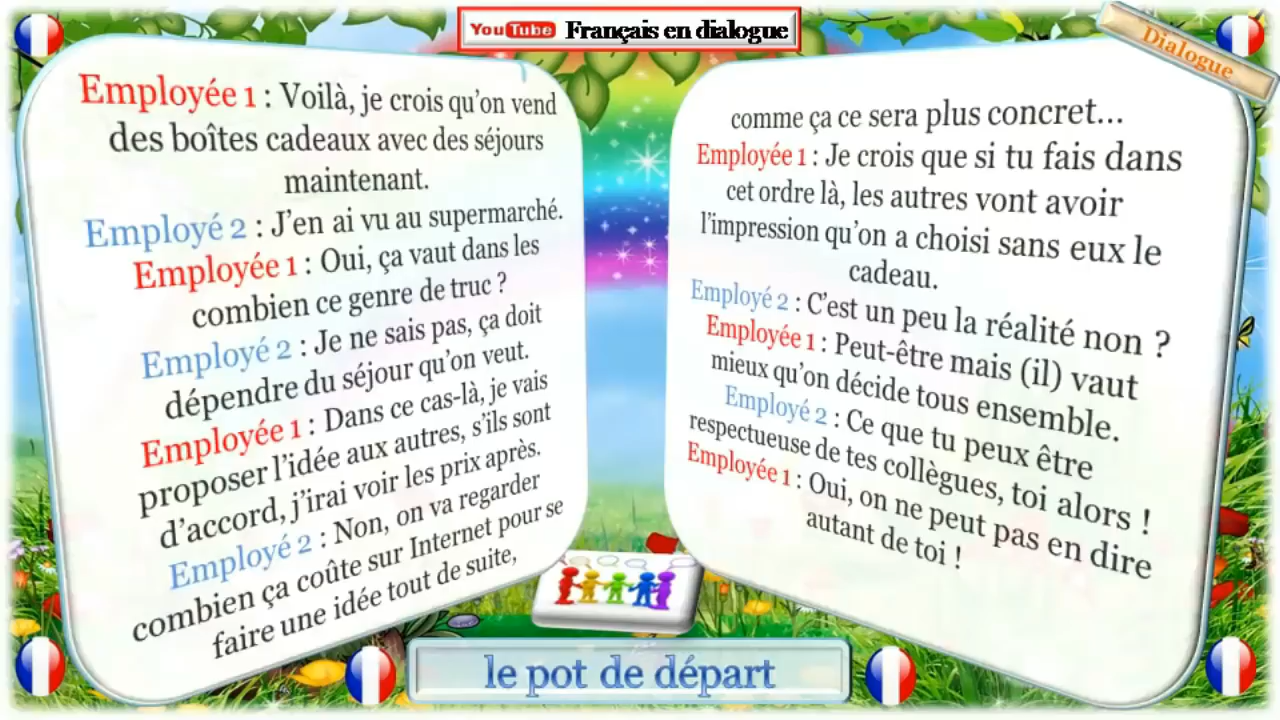 YouTube Français en dialogue
Dialogue
Employée 1 : Voilà, je crois qu'on vend
des boîtes cadeaux avec des séjours
maintenant.
Employé 2 : J'en ai vu au supermarché.
Employée 1 : Oui, ça vaut dans les
combien ce genre de truc ?
Employé 2 : Je ne sais pas, ça doit
dépendre du séjour qu'on veut.
Employée 1 : Dans ce cas-là, je vais
proposer l'idée aux autres, s'ils sont
d'accord, j'irai voir les prix après.
Employé 2 : Non, on va regarder
combien ça coûte sur Internet pour se
faire une idée tout de suite,
comme ça ce sera plus concret...
Employée 1 : Je crois que si tu fais dans
cet ordre là, les autres vont avoir
l'impression qu'on a choisi sans eux le
cadeau.
Employé 2 : C'est un peu la réalité non ?
Employée 1 : Peut-être mais (il) vaut
mieux qu'on décide tous ensemble.
Employé 2 : Ce que tu peux être
respectueuse de tes collègues, toi alors !
Employée 1 : Oui, on ne peut pas en dire
autant de toi !
le pot de départ